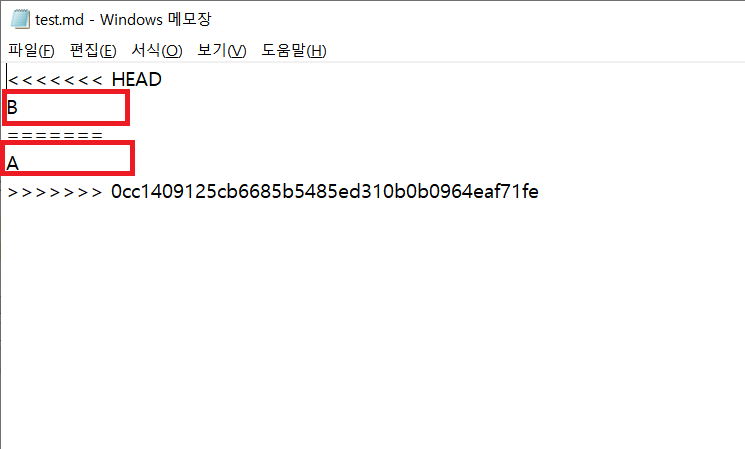 test.md - Windows 메모장
파일(F) 편집(E) 서식(O) 보기(V) 도움말(H)
<<<<<<< HEAD
B
=======
A
>>>>>>> 0cc1409125cb6685b5485ed310b0b0964eaf71fe